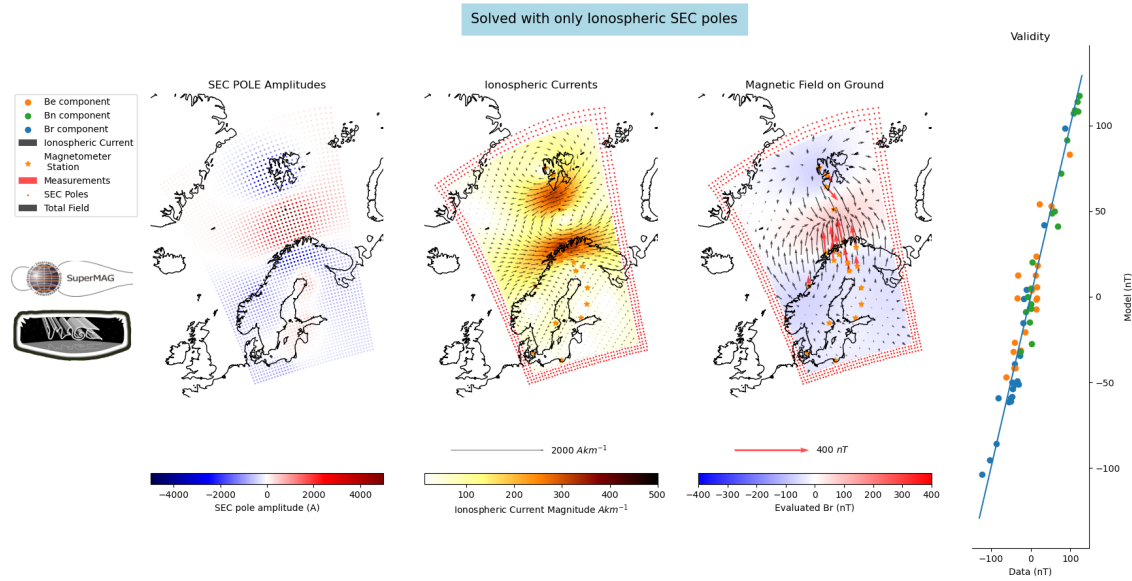 Solved with only Ionospheric SEC poles
Validity
SEC POLE Amplitudes
Ionospheric Currents
Magnetic Field on Ground
Be component
Bn component
Br component
Ionospheric Current
Magnetometer
Station
Measurements
SEC Poles
Total Field
SuperMAG
IMAGE
2000 Akm⁻¹
400 nT
−4000 −2000 0 2000 4000
SEC pole amplitude (A)
100 200 300 400 500
Ionospheric Current Magnitude Akm⁻¹
−400 −300 −200 −100 0 100 200 300 400
Evaluated Br (nT)
100
50
0
−50
−100
Model (nT)
−100 0 100
Data (nT)